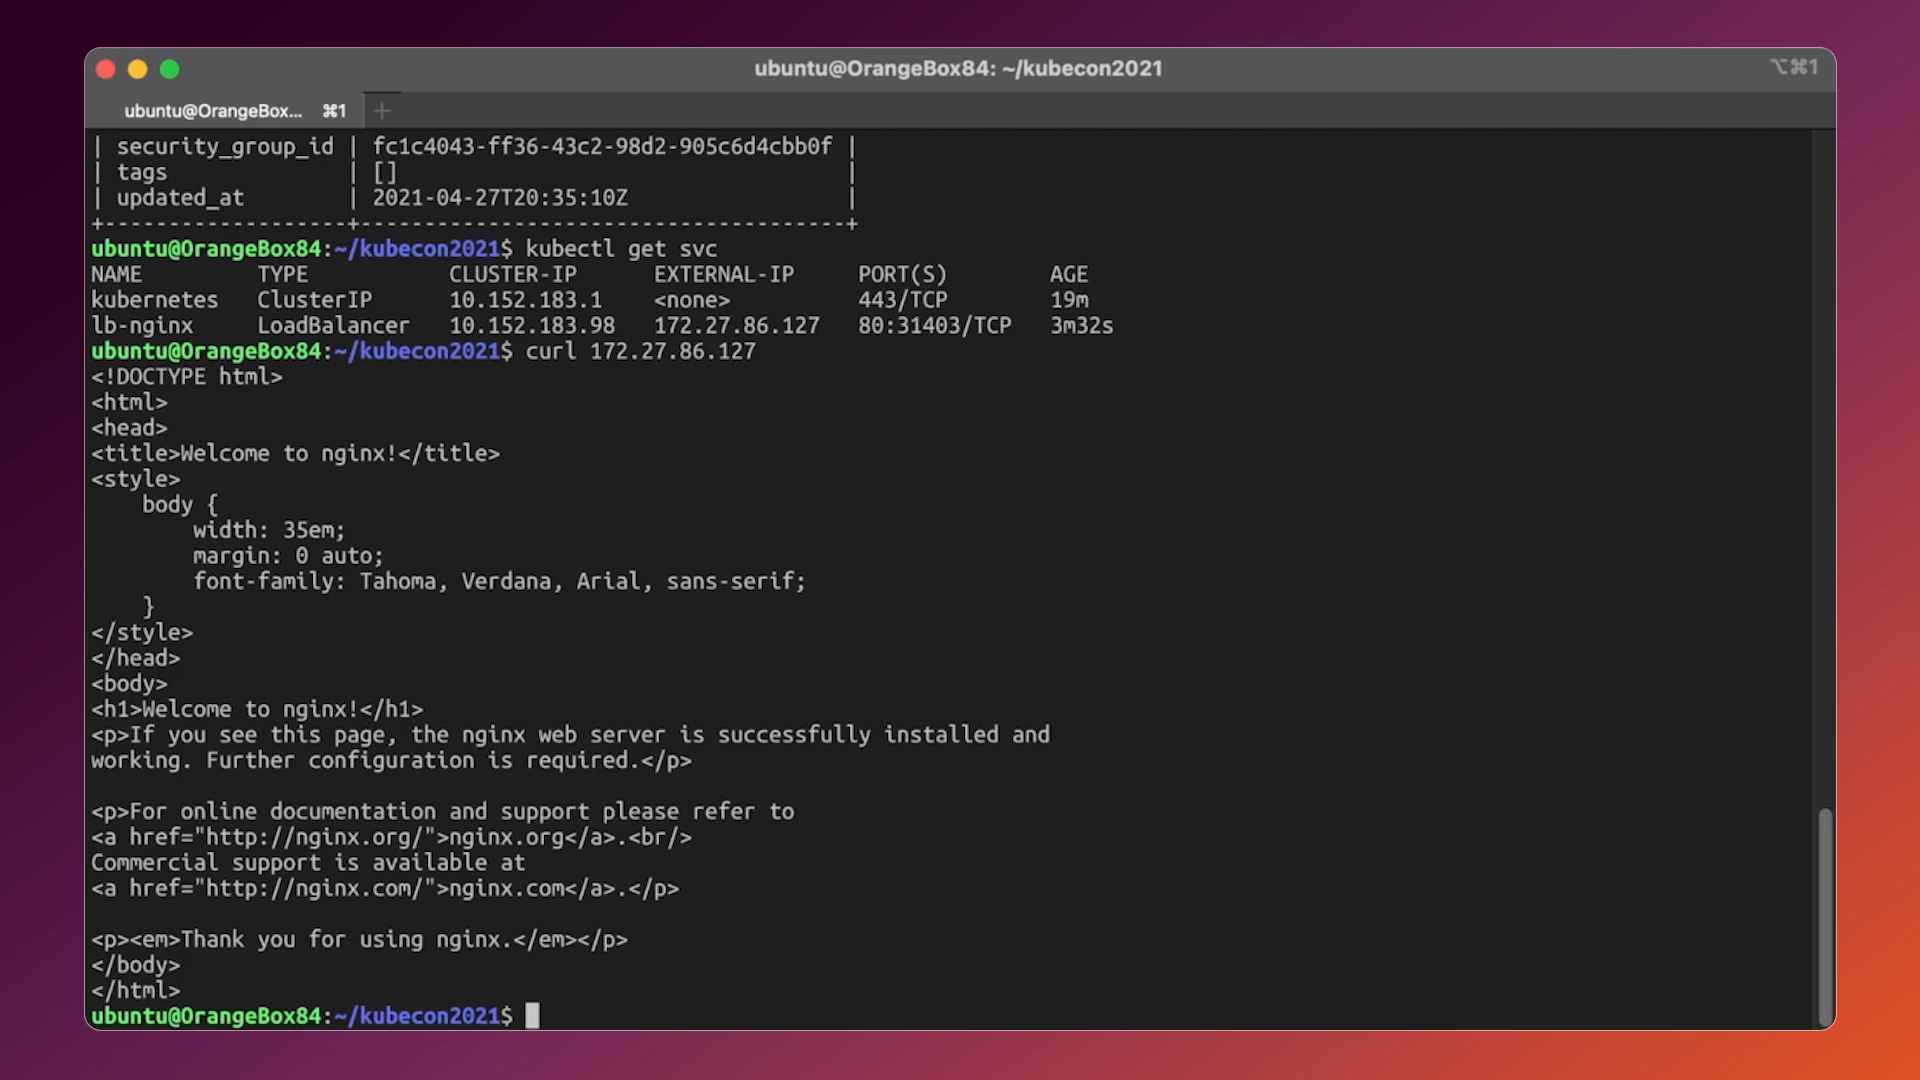 ubuntu@OrangeBox84: ~/kubecon2021
⌥⌘1
ubuntu@OrangeBox... ⌘1 +
| security_group_id | fc1c4043-ff36-43c2-98d2-905c6d4cbb0f |
| tags              | []                                   |
| updated_at        | 2021-04-27T20:35:10Z                 |
+-------------------+--------------------------------------+
ubuntu@OrangeBox84:~/kubecon2021$ kubectl get svc
NAME         TYPE           CLUSTER-IP      EXTERNAL-IP     PORT(S)        AGE
kubernetes   ClusterIP      10.152.183.1    <none>          443/TCP        19m
lb-nginx     LoadBalancer   10.152.183.98   172.27.86.127   80:31403/TCP   3m32s
ubuntu@OrangeBox84:~/kubecon2021$ curl 172.27.86.127
<!DOCTYPE html>
<html>
<head>
<title>Welcome to nginx!</title>
<style>
    body {
        width: 35em;
        margin: 0 auto;
        font-family: Tahoma, Verdana, Arial, sans-serif;
    }
</style>
</head>
<body>
<h1>Welcome to nginx!</h1>
<p>If you see this page, the nginx web server is successfully installed and
working. Further configuration is required.</p>

<p>For online documentation and support please refer to
<a href="http://nginx.org/">nginx.org</a>.<br/>
Commercial support is available at
<a href="http://nginx.com/">nginx.com</a>.</p>

<p><em>Thank you for using nginx.</em></p>
</body>
</html>
ubuntu@OrangeBox84:~/kubecon2021$